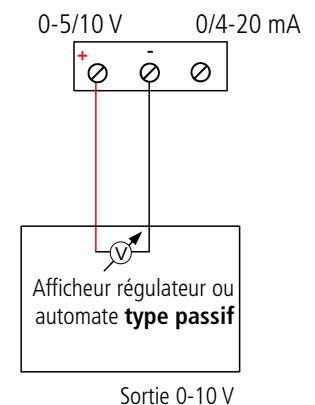 0-5/10 V 0/4-20 mA
+ -
V
Afficheur régulateur ou
automate type passif
Sortie 0-10 V